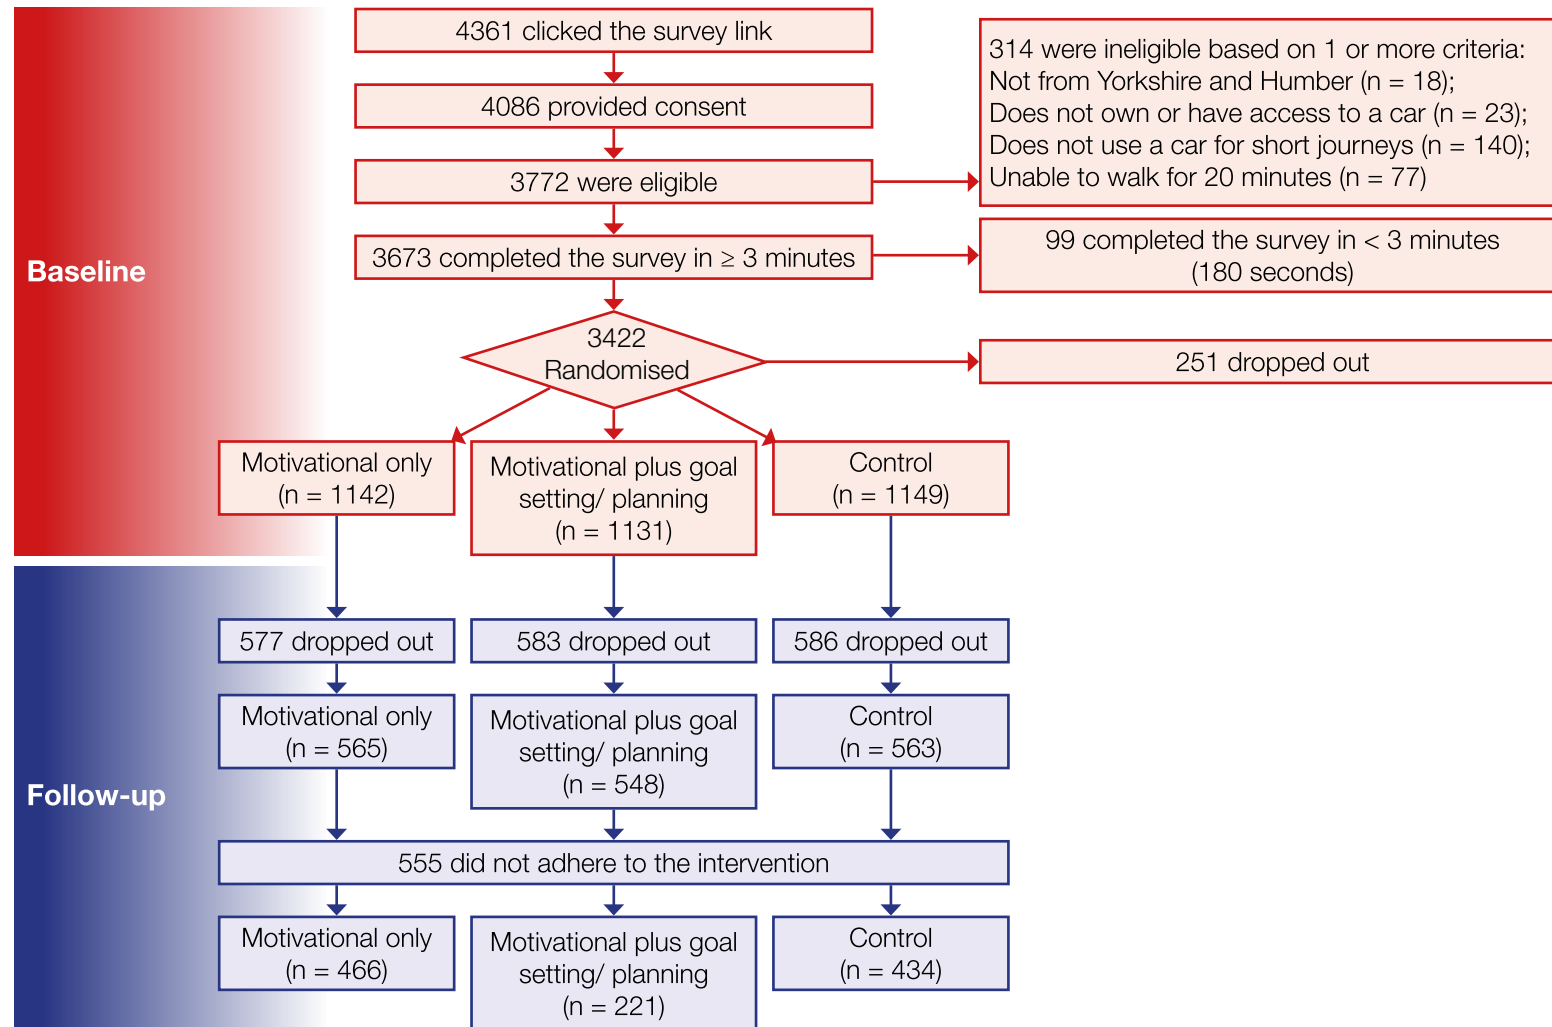 4361 clicked the survey link
4086 provided consent
3772 were eligible
314 were ineligible based on 1 or more criteria:
Not from Yorkshire and Humber (n = 18);
Does not own or have access to a car (n = 23);
Does not use a car for short journeys (n = 140);
Unable to walk for 20 minutes (n = 77)
Baseline
3673 completed the survey in ≥ 3 minutes
99 completed the survey in < 3 minutes
(180 seconds)
3422
Randomised
251 dropped out
Motivational only
(n = 1142)
Motivational plus goal
setting/ planning
(n = 1131)
Control
(n = 1149)
Follow-up
577 dropped out
583 dropped out
586 dropped out
Motivational only
(n = 565)
Motivational plus goal
setting/ planning
(n = 548)
Control
(n = 563)
555 did not adhere to the intervention
Motivational only
(n = 466)
Motivational plus goal
setting/ planning
(n = 221)
Control
(n = 434)